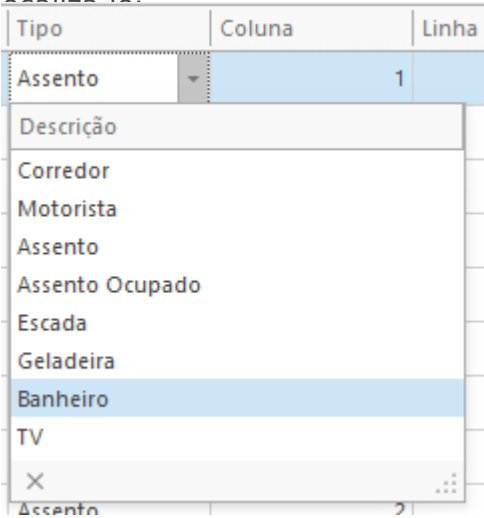 Tipo Coluna Linha
Assento 1
Descrição
Corredor
Motorista
Assento
Assento Ocupado
Escada
Geladeira
Banheiro
TV
Assento 2